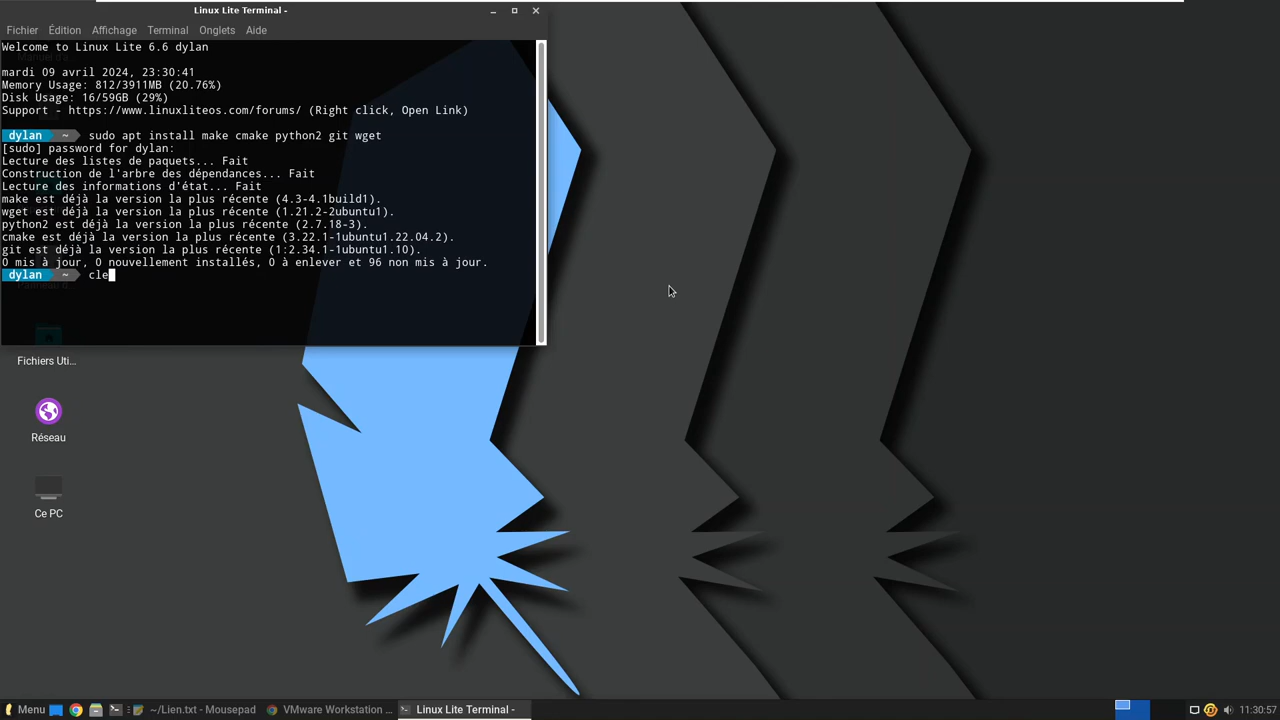 Linux Lite Terminal -
Fichier Édition Affichage Terminal Onglets Aide
Welcome to Linux Lite 6.6 dylan
mardi 09 avril 2024, 23:30:41
Memory Usage: 812/3911MB (20.76%)
Disk Usage: 16/59GB (29%)
Support - https://www.linuxliteos.com/forums/ (Right click, Open Link)
dylan ~ sudo apt install make cmake python2 git wget
[sudo] password for dylan:
Lecture des listes de paquets... Fait
Construction de l'arbre des dépendances... Fait
Lecture des informations d'état... Fait
make est déjà la version la plus récente (4.3-4.1build1).
wget est déjà la version la plus récente (1.21.2-2ubuntu1).
python2 est déjà la version la plus récente (2.7.18-3).
cmake est déjà la version la plus récente (3.22.1-1ubuntu1.22.04.2).
git est déjà la version la plus récente (1:2.34.1-1ubuntu1.10).
0 mis à jour, 0 nouvellement installés, 0 à enlever et 96 non mis à jour.
dylan ~ cle
Fichiers Uti...
Réseau
Ce PC
Menu ~/Lien.txt - Mousepad VMware Workstation ... Linux Lite Terminal - 11:30:57